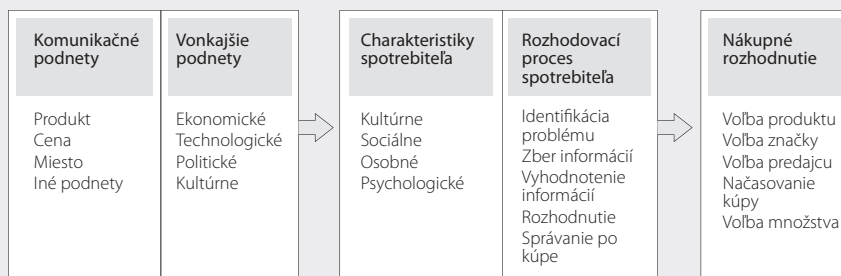 Komunikačné
podnety
Produkt
Cena
Miesto
Iné podnety
Vonkajšie
podnety
Ekonomické
Technologické
Politické
Kultúrne
Charakteristiky
spotrebiteľa
Kultúrne
Sociálne
Osobné
Psychologické
Rozhodovací
proces
spotrebiteľa
Identifikácia
problému
Zber informácií
Vyhodnotenie
informácií
Rozhodnutie
Správanie po
kúpe
Nákupné
rozhodnutie
Voľba produktu
Voľba značky
Voľba predajcu
Načasovanie
kúpy
Voľba množstva